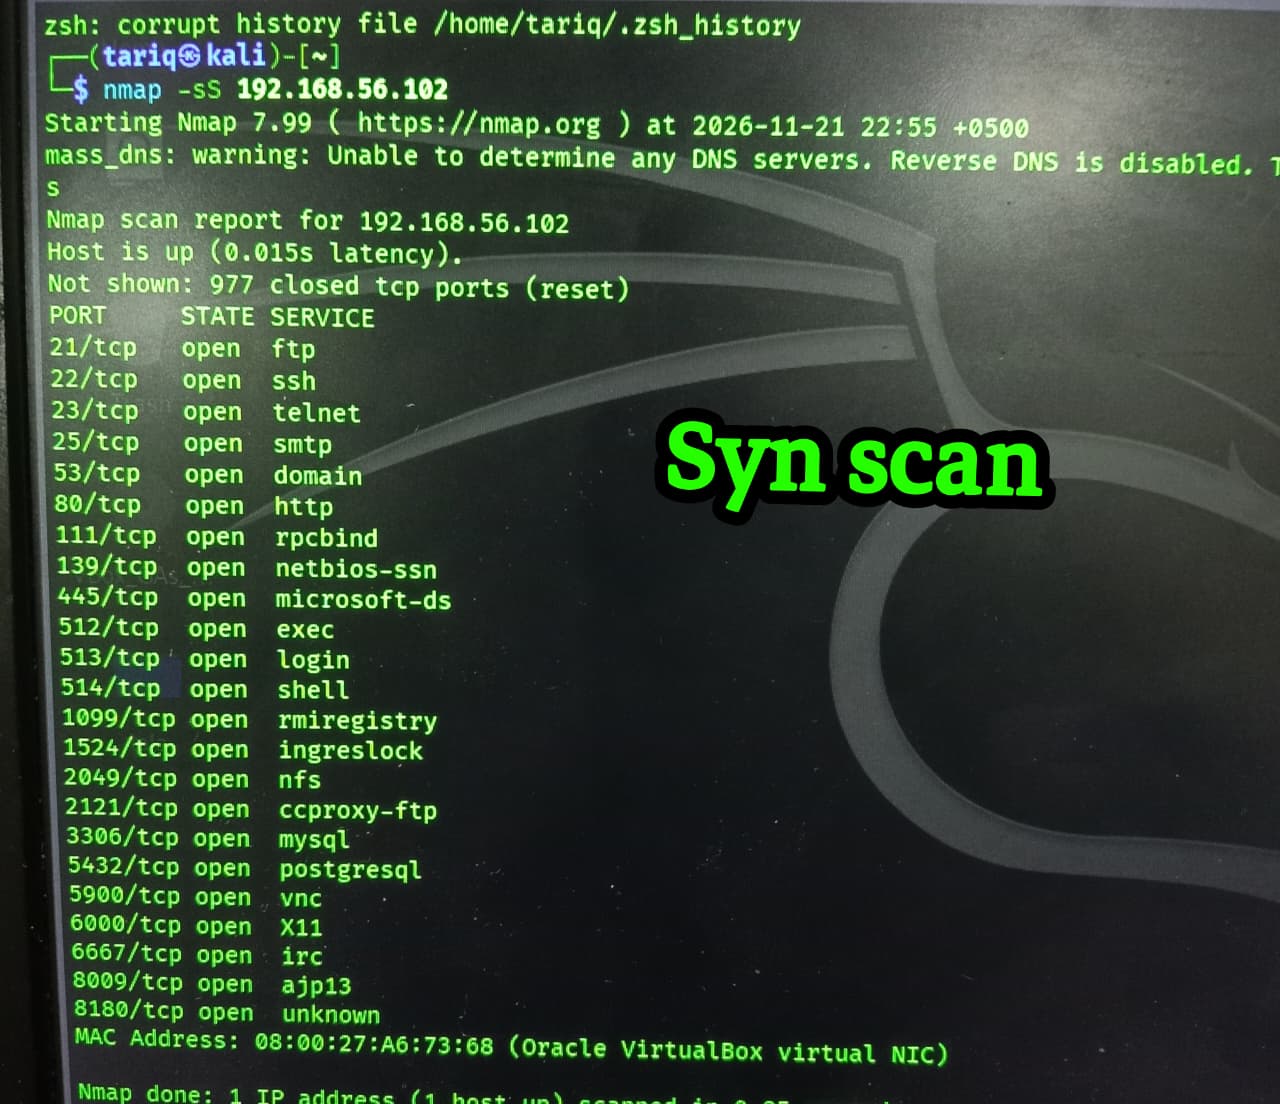 zsh: corrupt history file /home/tariq/.zsh_history
┌──(tariq㉿kali)-[~]
└─$ nmap -sS 192.168.56.102
Starting Nmap 7.99 ( https://nmap.org ) at 2026-11-21 22:55 +0500
mass_dns: warning: Unable to determine any DNS servers. Reverse DNS is disabled.
s
Nmap scan report for 192.168.56.102
Host is up (0.015s latency).
Not shown: 977 closed tcp ports (reset)
PORT STATE SERVICE
21/tcp open ftp
22/tcp open ssh
23/tcp open telnet
25/tcp open smtp
53/tcp open domain
80/tcp open http
111/tcp open rpcbind
139/tcp open netbios-ssn
445/tcp open microsoft-ds
512/tcp open exec
513/tcp open login
514/tcp open shell
1099/tcp open rmiregistry
1524/tcp open ingreslock
2049/tcp open nfs
2121/tcp open ccproxy-ftp
3306/tcp open mysql
5432/tcp open postgresql
5900/tcp open vnc
6000/tcp open X11
6667/tcp open irc
8009/tcp open ajp13
8180/tcp open unknown
MAC Address: 08:00:27:A6:73:68 (Oracle VirtualBox virtual NIC)
Nmap done: 1 IP address (1 host up) scanned in
Syn scan